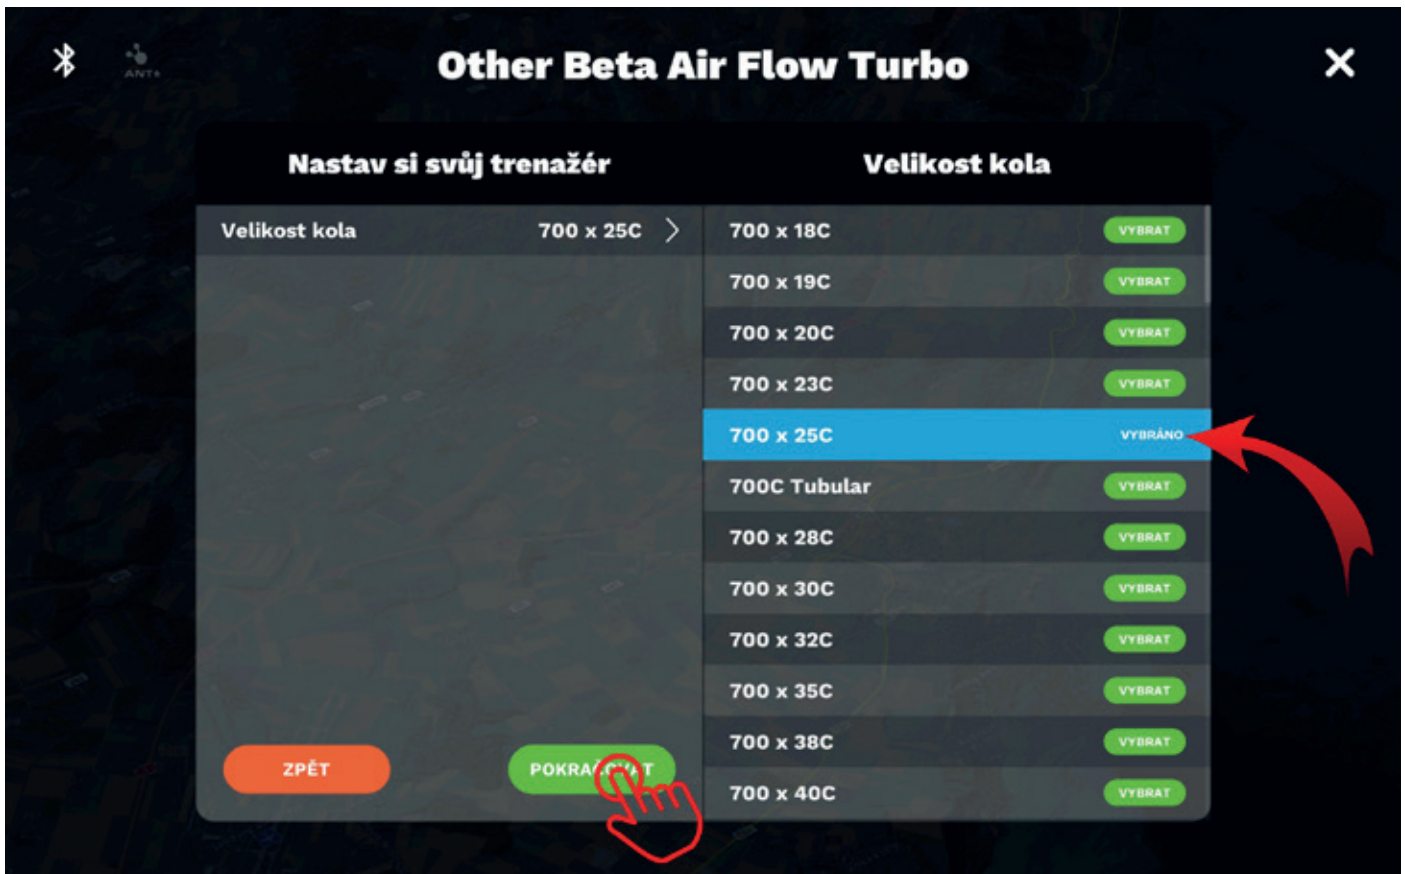 ANT+
Other Beta Air Flow Turbo
Nastav si svůj trenažér
Velikost kola
Velikost kola 700 x 25C
700 x 18C VYBRAT
700 x 19C VYBRAT
700 x 20C VYBRAT
700 x 23C VYBRAT
700 x 25C VYBRÁNO
700C Tubular VYBRAT
700 x 28C VYBRAT
700 x 30C VYBRAT
700 x 32C VYBRAT
700 x 35C VYBRAT
700 x 38C VYBRAT
700 x 40C VYBRAT
ZPĚT
POKRAČOVAT